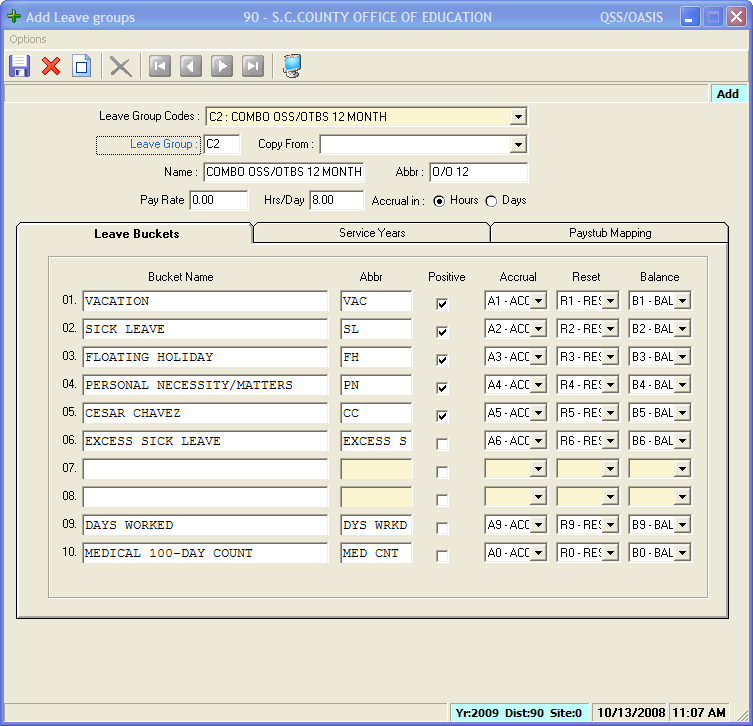 Add Leave groups 90 - S.C.COUNTY OFFICE OF EDUCATION QSS/OASIS
Options
Add
Leave Group Codes : C2 : COMBO OSS/OTBS 12 MONTH
Leave Group : C2 Copy From :
Name : COMBO OSS/OTBS 12 MONTH Abbr : O/O 12
Pay Rate 0.00 Hrs/Day 8.00 Accrual in : Hours Days
Leave Buckets Service Years Paystub Mapping
Bucket Name Abbr Positive Accrual Reset Balance
01. VACATION VAC A1 - ACC R1 - RES B1 - BAL
02. SICK LEAVE SL A2 - ACC R2 - RES B2 - BAL
03. FLOATING HOLIDAY FH A3 - ACC R3 - RES B3 - BAL
04. PERSONAL NECESSITY/MATTERS PN A4 - ACC R4 - RES B4 - BAL
05. CESAR CHAVEZ CC A5 - ACC R5 - RES B5 - BAL
06. EXCESS SICK LEAVE EXCESS S A6 - ACC R6 - RES B6 - BAL
07.
08.
09. DAYS WORKED DYS WRKD A9 - ACC R9 - RES B9 - BAL
10. MEDICAL 100-DAY COUNT MED CNT A0 - ACC R0 - RES B0 - BAL
Yr:2009 Dist:90 Site:0 10/13/2008 11:07 AM